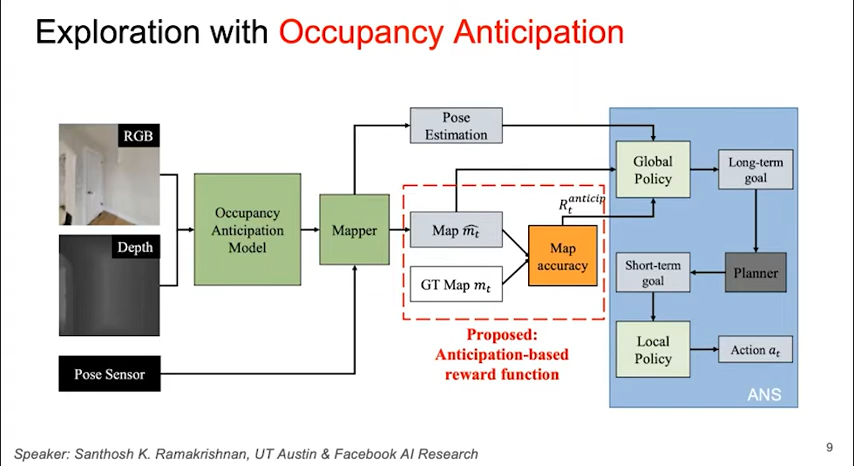 Exploration with Occupancy Anticipation
RGB
Depth
Pose Sensor
Occupancy
Anticipation
Model
Mapper
Pose
Estimation
Map m̂ₜ
GT Map mₜ
Map
accuracy
Rₜᵃⁿᵗⁱᶜⁱᵖ
Proposed:
Anticipation-based
reward function
Global
Policy
Long-term
goal
Planner
Short-term
goal
Local
Policy
Action aₜ
ANS
Speaker: Santhosh K. Ramakrishnan, UT Austin & Facebook AI Research
9